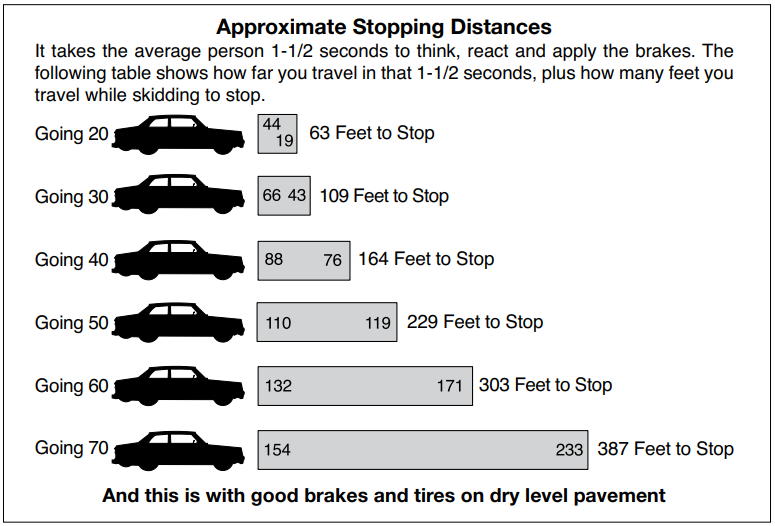 Approximate Stopping Distances
It takes the average person 1-1/2 seconds to think, react and apply the brakes. The
following table shows how far you travel in that 1-1/2 seconds, plus how many feet you
travel while skidding to stop.
Going 20 44 19 63 Feet to Stop
Going 30 66 43 109 Feet to Stop
Going 40 88 76 164 Feet to Stop
Going 50 110 119 229 Feet to Stop
Going 60 132 171 303 Feet to Stop
Going 70 154 233 387 Feet to Stop
And this is with good brakes and tires on dry level pavement